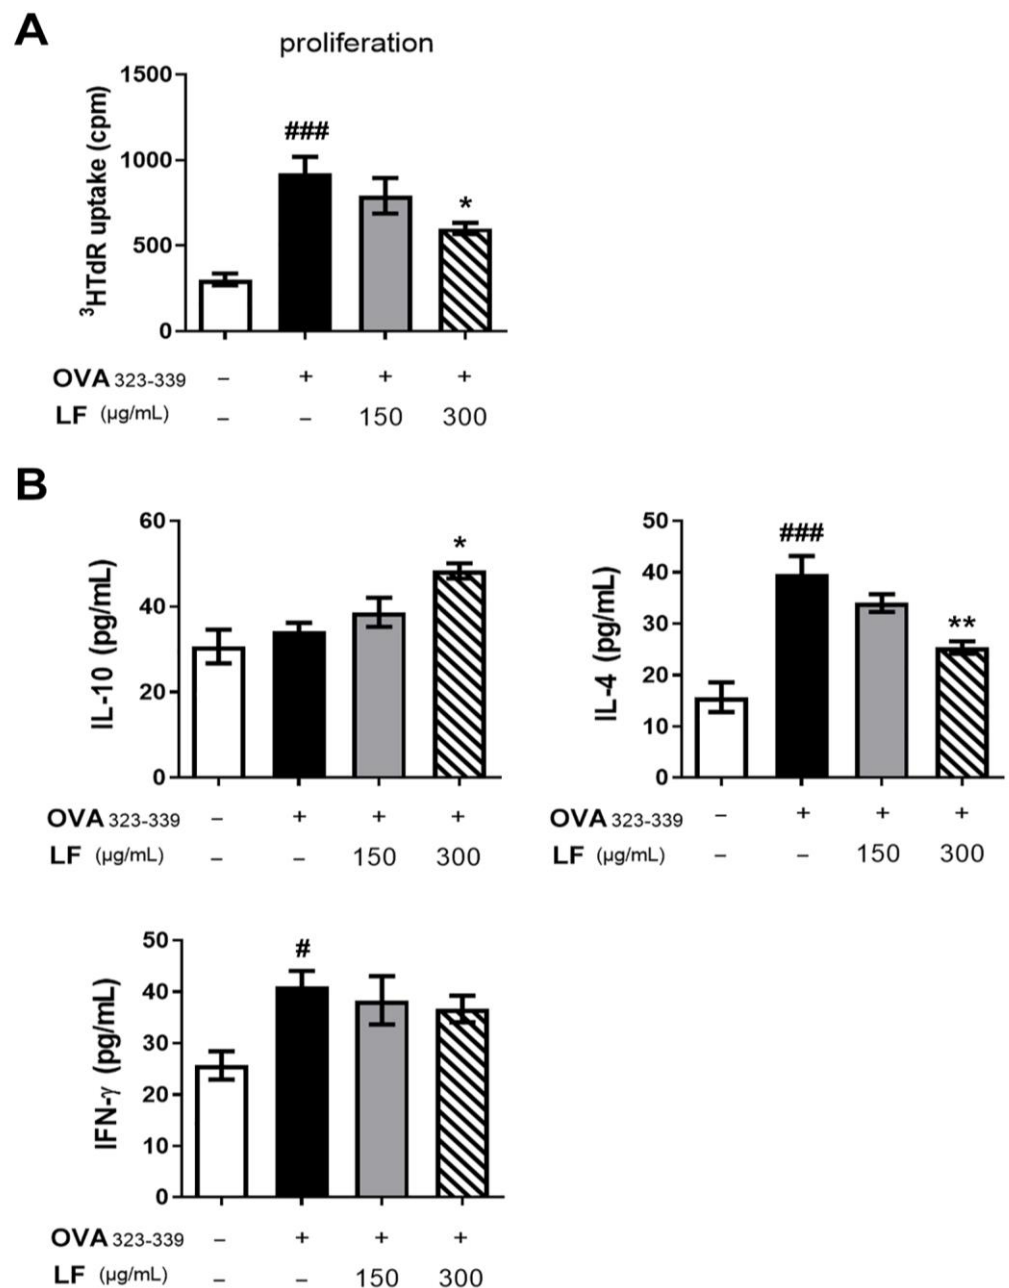 A
proliferation
³HTdR uptake (cpm)
1500
1000
500
0
###
*
OVA 323-339 – + + +
LF (µg/mL) – – 150 300
B
IL-10 (pg/mL)
60
40
20
0
*
OVA 323-339 – + + +
LF (µg/mL) – – 150 300
IL-4 (pg/mL)
50
40
30
20
10
0
###
**
OVA 323-339 – + + +
LF (µg/mL) – – 150 300
IFN-γ (pg/mL)
50
40
30
20
10
0
#
OVA 323-339 – + + +
LF (µg/mL) – – 150 300